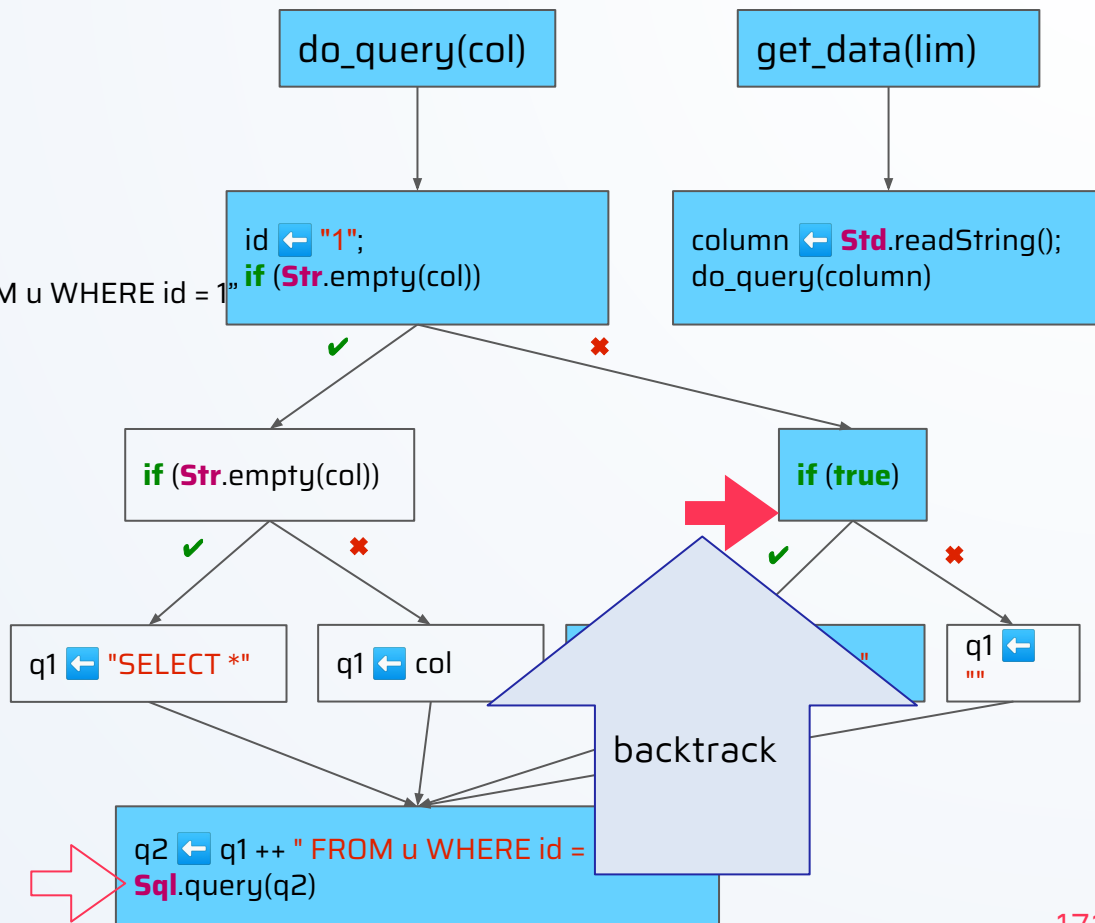 do_query(col)
get_data(lim)
id ⬅ "1";
if (Str.empty(col))
column ⬅ Std.readString();
do_query(column)
M u WHERE id = 1”
✔
✖
if (Str.empty(col))
if (true)
✔
✖
✔
✖
q1 ⬅ "SELECT *"
q1 ⬅ col
"
q1 ⬅
""
backtrack
q2 ⬅ q1 ++ " FROM u WHERE id =
Sql.query(q2)